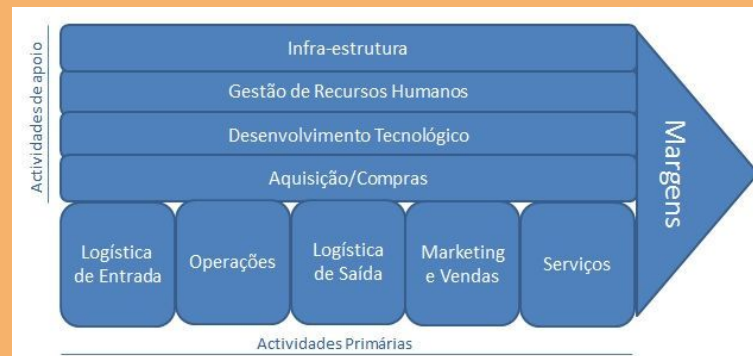 Actividades de apoio
Infra-estrutura
Gestão de Recursos Humanos
Desenvolvimento Tecnológico
Aquisição/Compras
Logística
de Entrada
Operações
Logística
de Saída
Marketing
e Vendas
Serviços
Margens
Actividades Primárias